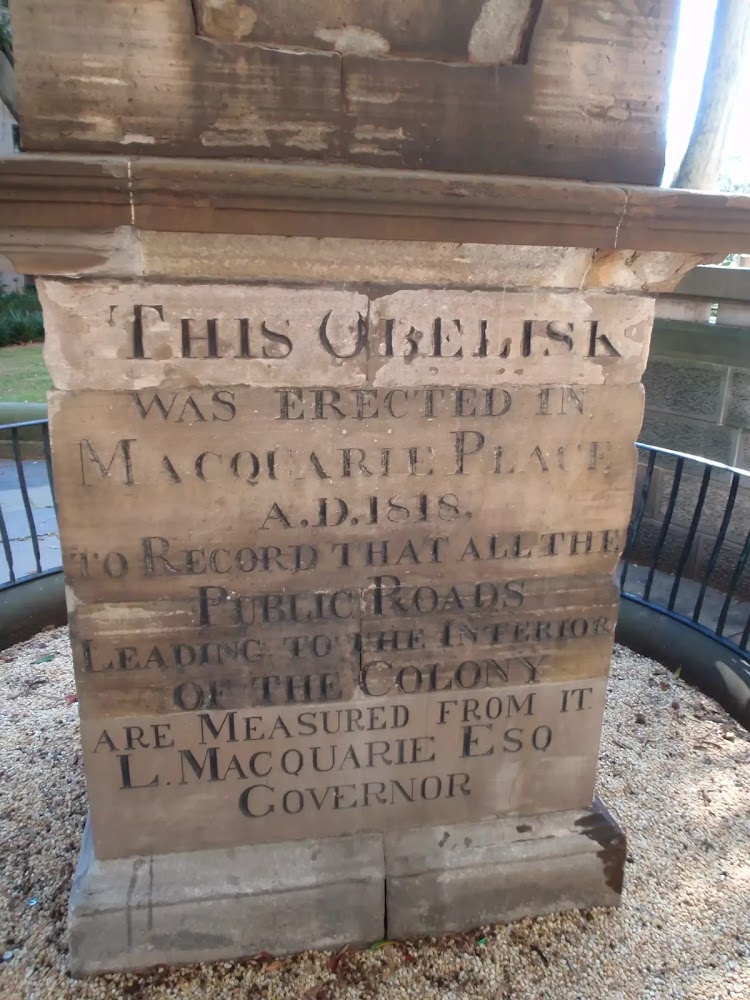 THIS OBELISK
WAS ERECTED IN
MACQUARIE PLACE
A.D.1818.
TO RECORD THAT ALL THE
PUBLIC ROADS
LEADING TO THE INTERIOR
OF THE COLONY
ARE MEASURED FROM IT.
L. MACQUARIE ESQ
GOVERNOR